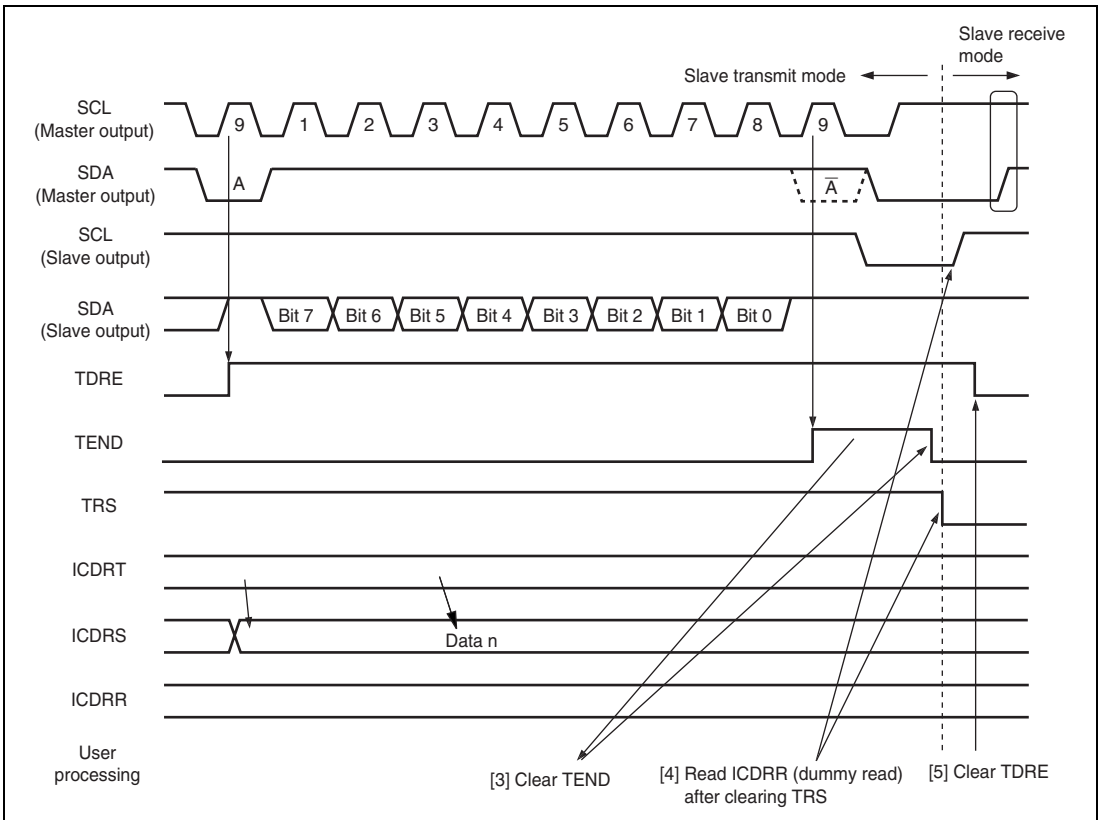 Slave receive
mode
Slave transmit mode
SCL
(Master output)
9 1 2 3 4 5 6 7 8 9
SDA
(Master output)
A A̅
SCL
(Slave output)
SDA
(Slave output)
Bit 7 Bit 6 Bit 5 Bit 4 Bit 3 Bit 2 Bit 1 Bit 0
TDRE
TEND
TRS
ICDRT
ICDRS
Data n
ICDRR
User
processing
[3] Clear TEND
[4] Read ICDRR (dummy read)
after clearing TRS
[5] Clear TDRE